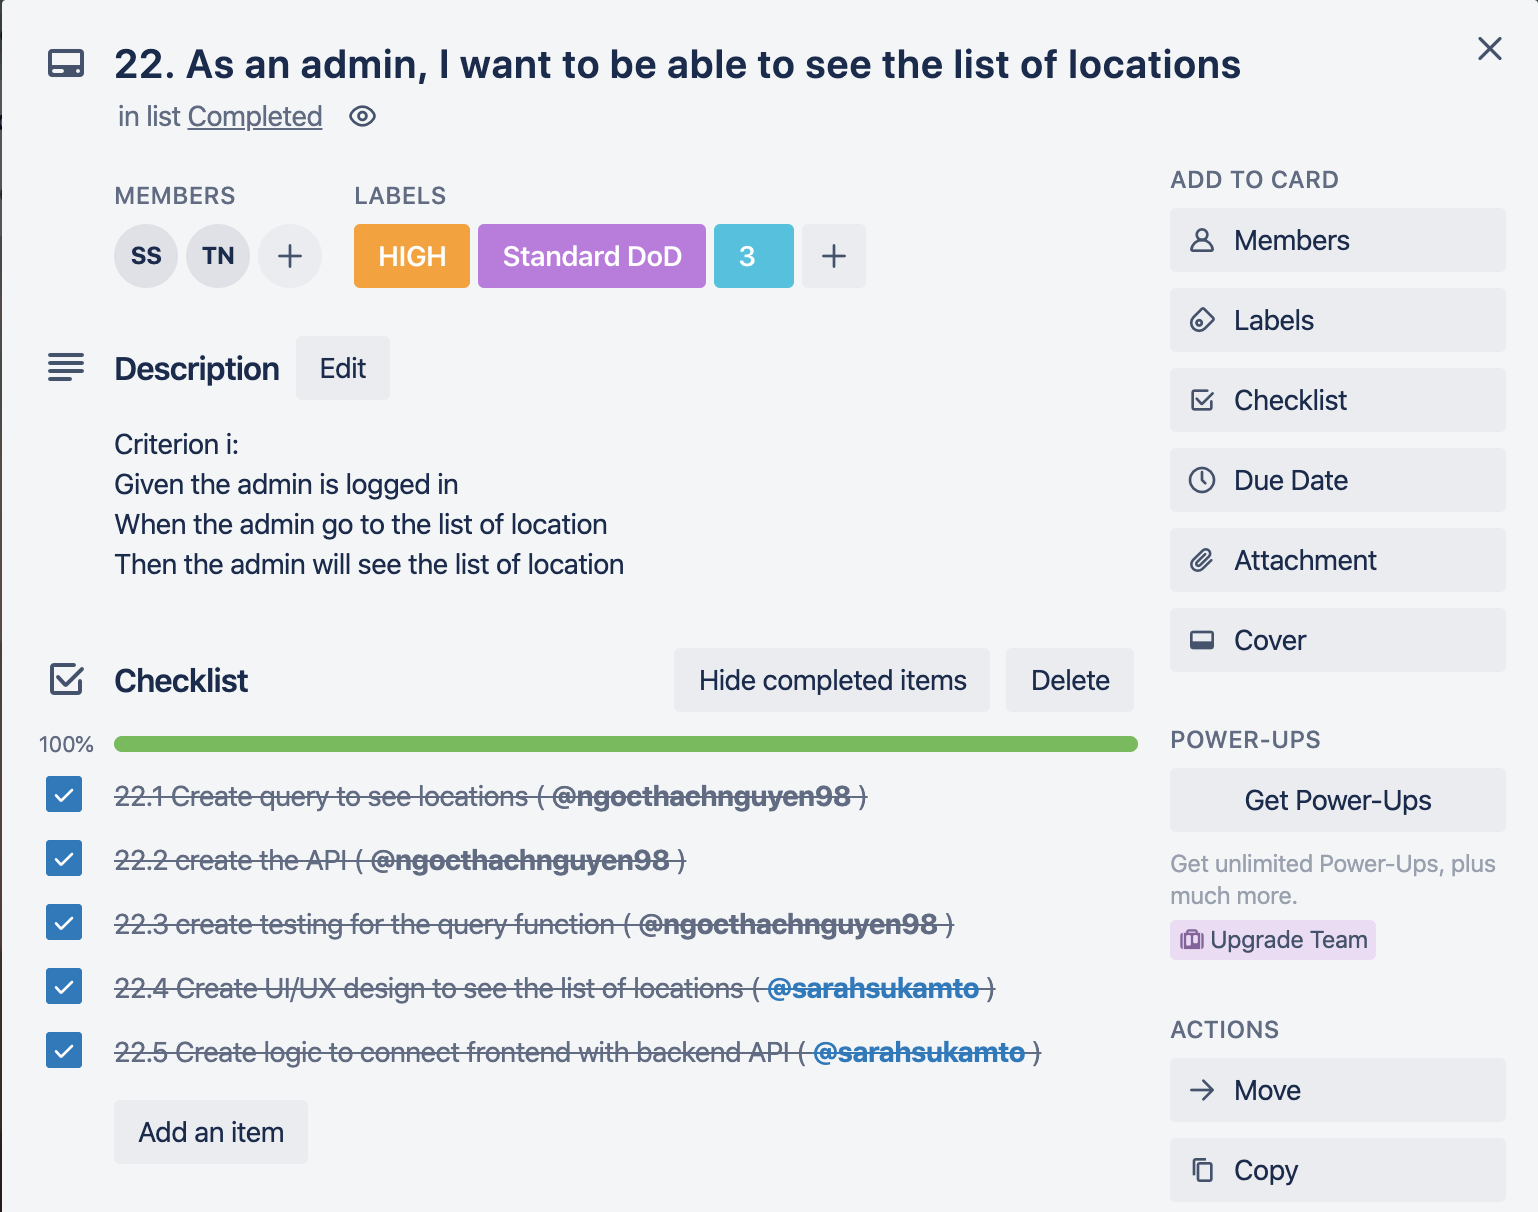 22. As an admin, I want to be able to see the list of locations
in list Completed
MEMBERS
SS TN
LABELS
HIGH Standard DoD 3
Description Edit
Criterion i:
Given the admin is logged in
When the admin go to the list of location
Then the admin will see the list of location
Checklist Hide completed items Delete
100%
22.1 Create query to see locations ( @ngocthachnguyen98 )
22.2 create the API ( @ngocthachnguyen98 )
22.3 create testing for the query function ( @ngocthachnguyen98 )
22.4 Create UI/UX design to see the list of locations ( @sarahsukamto )
22.5 Create logic to connect frontend with backend API ( @sarahsukamto )
Add an item
ADD TO CARD
Members
Labels
Checklist
Due Date
Attachment
Cover
POWER-UPS
Get Power-Ups
Get unlimited Power-Ups, plus
much more.
Upgrade Team
ACTIONS
Move
Copy